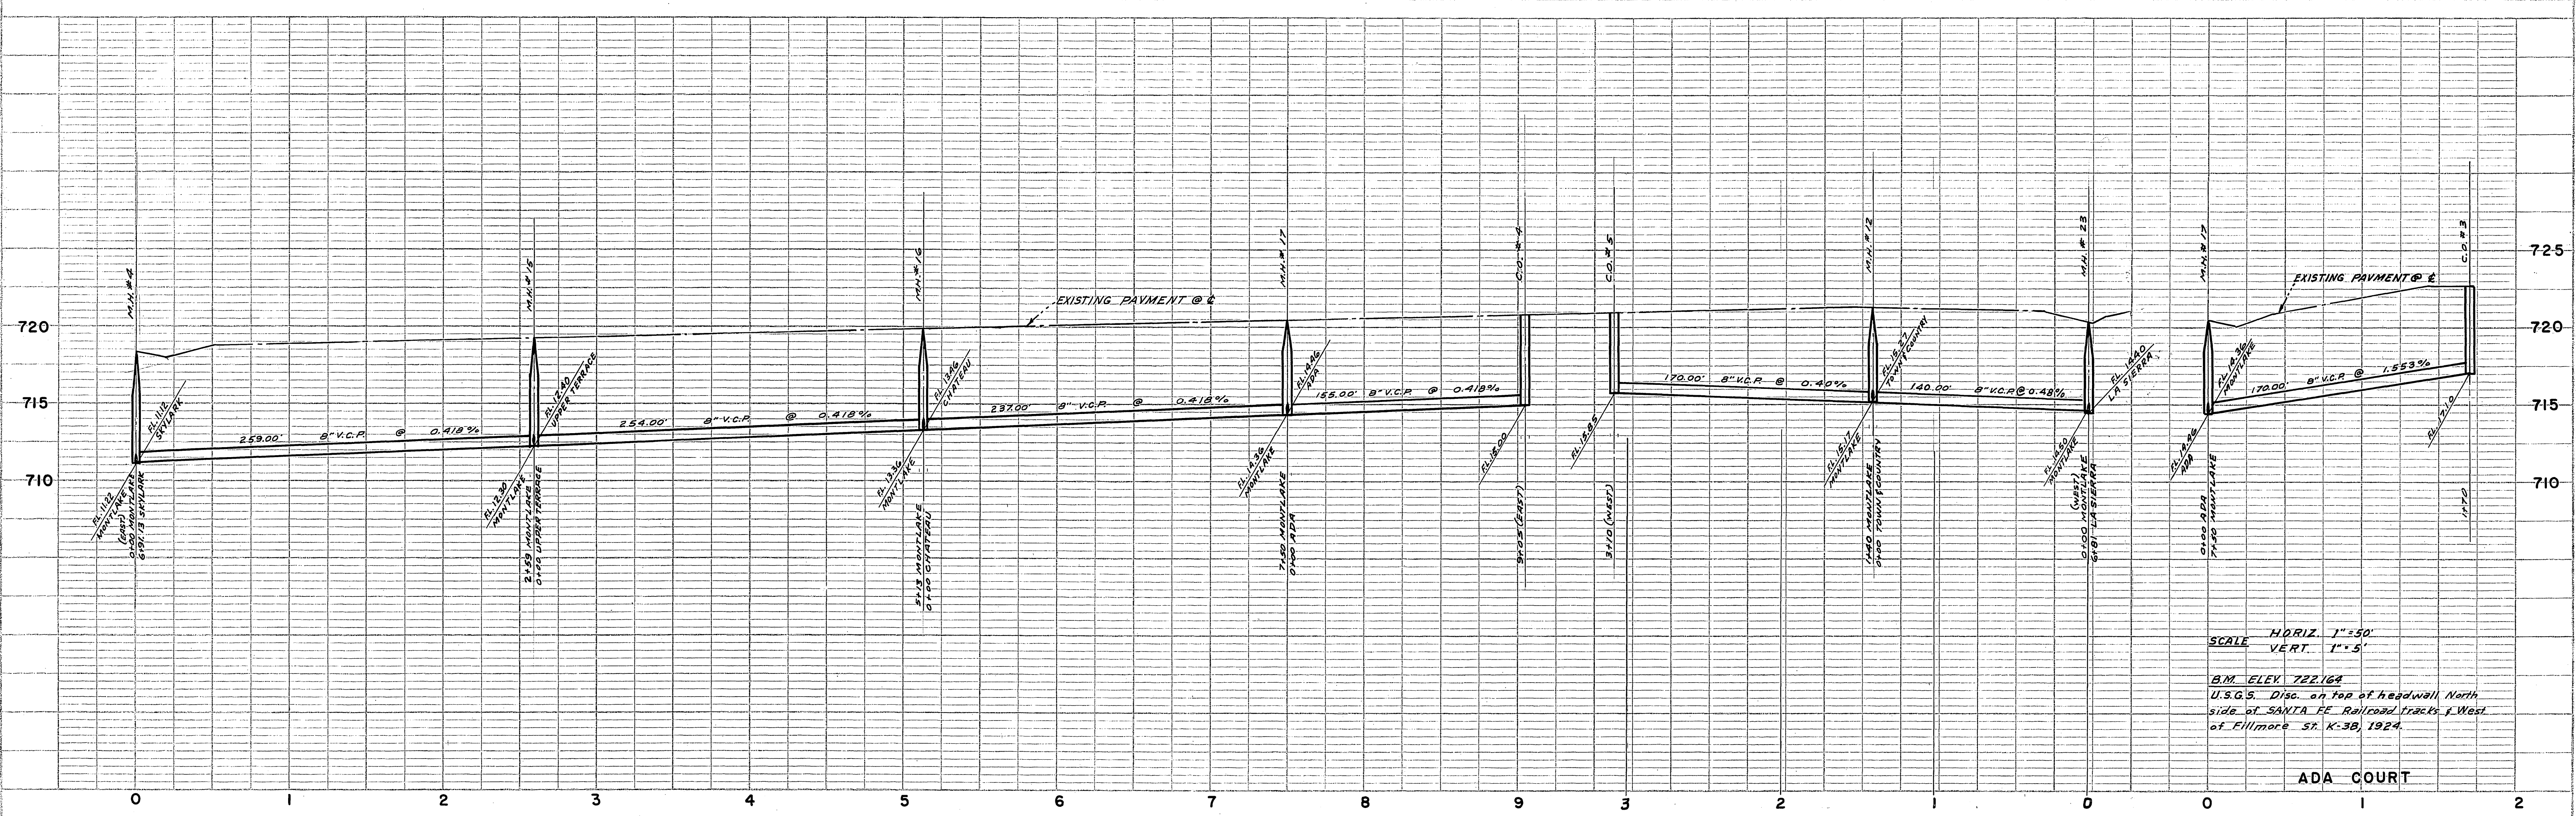 M.H.#4
M.H.#15
M.H.#16
M.H.#17
C.O.#4
C.O.#5
M.H.#12
M.H.#23
M.H.#17
C.O.#3
725
725
720
720
715
715
710
710
EXISTING PAVMENT @ ℄
EXISTING PAVMENT @ ℄
FL. 11.12
SKYLARK
259.00' 8" V.C.P. @ 0.418%
FL. 12.40
UPPER TERRACE
254.00' 8" V.C.P. @ 0.418%
FL. 13.46
CHATEAU
237.00' 8" V.C.P. @ 0.418%
FL. 14.46
ADA
155.00' 8" V.C.P. @ 0.418%
170.00' 8" V.C.P. @ 0.40%
FL. 15.27
TOWN & COUNTRY
140.00' 8" V.C.P. @ 0.48%
FL. 14.40
LA SIERRA
FL. 14.36
MONTLAKE
170.00' 8" V.C.P. @ 1.553%
FL. 11.22
MONTLAKE
(EAST)
0+00 MONTLAKE
6+91.13 SKYLARK
FL. 12.30
MONTLAKE
2+59 MONTLAKE
0+00 UPPER TERRACE
FL. 13.36
MONTLAKE
5+13 MONTLAKE
0+00 CHATEAU
FL. 14.36
MONTLAKE
7+50 MONTLAKE
0+00 ADA
FL. 15.00
9+05 (EAST)
FL. 15.85
3+10 (WEST)
FL. 15.17
MONTLAKE
1+40 MONTLAKE
0+00 TOWN & COUNTRY
FL. 14.50
MONTLAKE
(WEST)
0+00 MONTLAKE
6+81 LA SIERRA
FL. 14.46
ADA
0+00 ADA
7+50 MONTLAKE
FL. 17.10
1+70
SCALE HORIZ. 1"=50'
VERT. 1"=5'
B.M. ELEV. 722.164
U.S.G.S. Disc. on top of headwall North
side of SANTA FE Railroad tracks & West
of Fillmore St. K-38, 1924.
ADA COURT
0 1 2 3 4 5 6 7 8 9 3 2 1 0 0 1 2